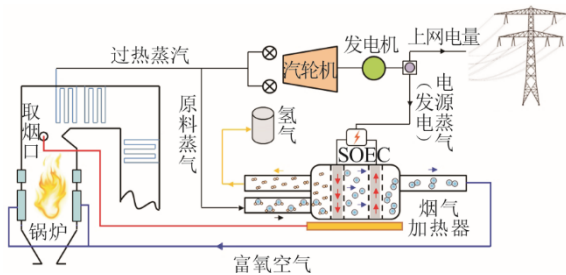 过热蒸汽
汽轮机
发电机
上网电量
取烟口
原料蒸气
氢气
电源蒸气
（发电）
SOEC
锅炉
烟气
加热器
富氧空气